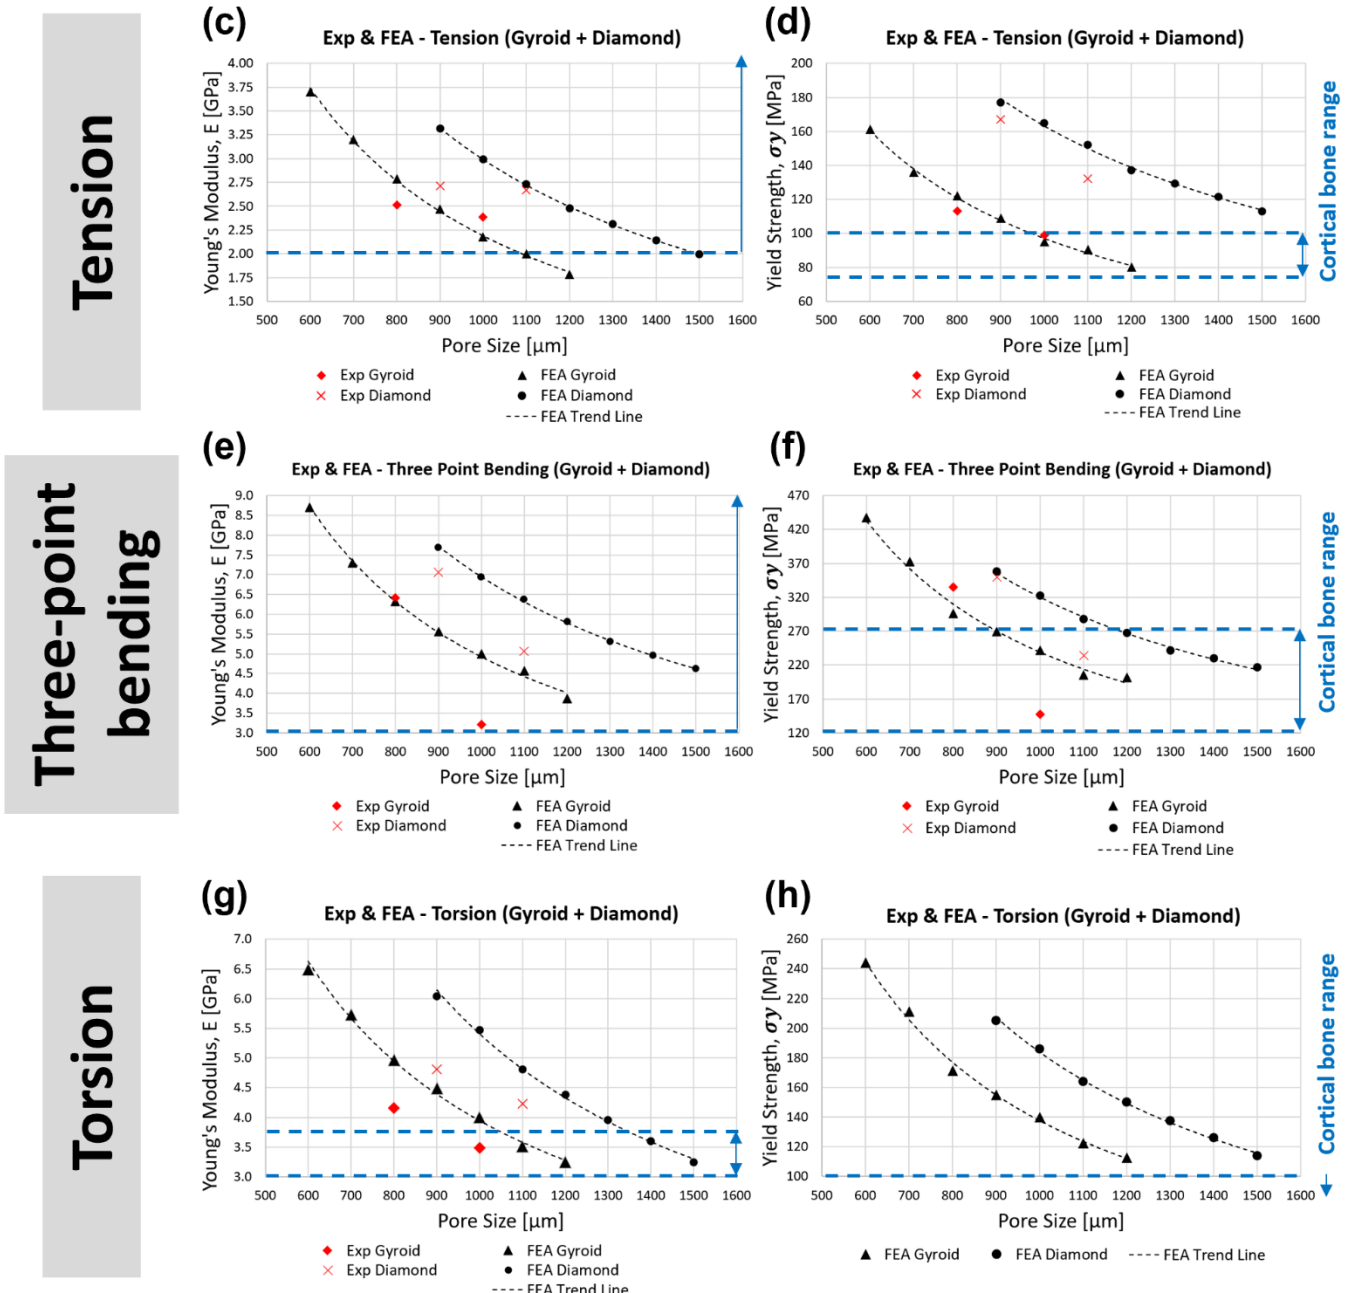 Tension
(c)
Exp & FEA - Tension (Gyroid + Diamond)
Young's Modulus, E [GPa]
4.00
3.75
3.50
3.25
3.00
2.75
2.50
2.25
2.00
1.75
1.50
500 600 700 800 900 1000 1100 1200 1300 1400 1500 1600
Pore Size [µm]
Exp Gyroid
FEA Gyroid
Exp Diamond
FEA Diamond
FEA Trend Line
(d)
Exp & FEA - Tension (Gyroid + Diamond)
Yield Strength, σy [MPa]
200
180
160
140
120
100
80
60
500 600 700 800 900 1000 1100 1200 1300 1400 1500 1600
Pore Size [µm]
Exp Gyroid
FEA Gyroid
Exp Diamond
FEA Diamond
FEA Trend Line
Cortical bone range
Three-point
bending
(e)
Exp & FEA - Three Point Bending (Gyroid + Diamond)
Young's Modulus, E [GPa]
9.0
8.5
8.0
7.5
7.0
6.5
6.0
5.5
5.0
4.5
4.0
3.5
3.0
500 600 700 800 900 1000 1100 1200 1300 1400 1500 1600
Pore Size [µm]
Exp Gyroid
FEA Gyroid
Exp Diamond
FEA Diamond
FEA Trend Line
(f)
Exp & FEA - Three Point Bending (Gyroid + Diamond)
Yield Strength, σy [MPa]
470
420
370
320
270
220
170
120
500 600 700 800 900 1000 1100 1200 1300 1400 1500 1600
Pore Size [µm]
Exp Gyroid
FEA Gyroid
Exp Diamond
FEA Diamond
FEA Trend Line
Cortical bone range
Torsion
(g)
Exp & FEA - Torsion (Gyroid + Diamond)
Young's Modulus, E [GPa]
7.0
6.5
6.0
5.5
5.0
4.5
4.0
3.5
3.0
500 600 700 800 900 1000 1100 1200 1300 1400 1500 1600
Pore Size [µm]
Exp Gyroid
FEA Gyroid
Exp Diamond
FEA Diamond
FEA Trend Line
(h)
Exp & FEA - Torsion (Gyroid + Diamond)
Yield Strength, σy [MPa]
260
240
220
200
180
160
140
120
100
500 600 700 800 900 1000 1100 1200 1300 1400 1500 1600
Pore Size [µm]
FEA Gyroid
FEA Diamond
FEA Trend Line
Cortical bone range